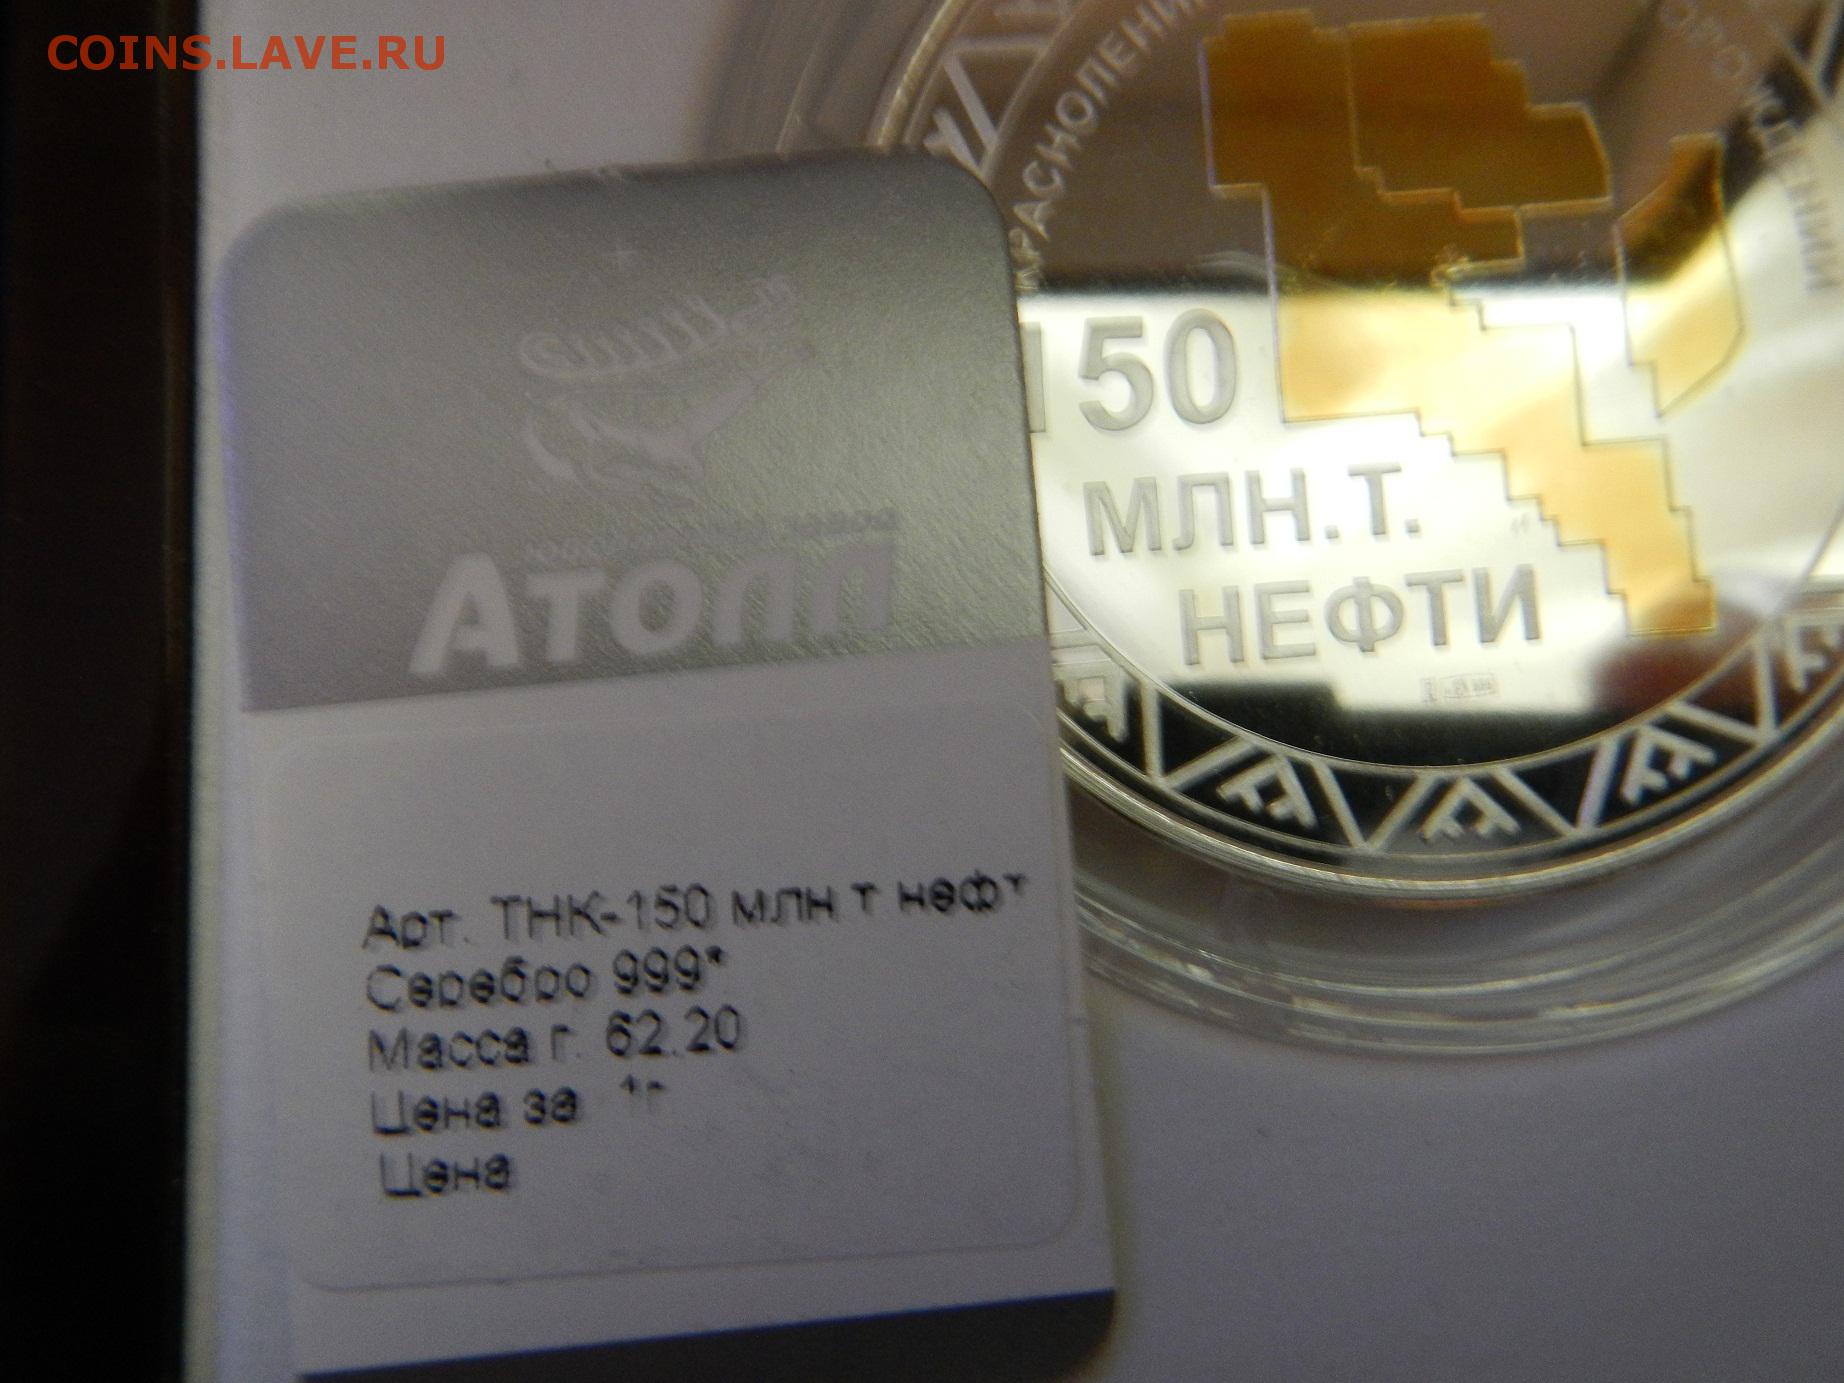 COINS.LAVE.RU
КРАСНОЛЕНИ
150
МЛН.Т.
НЕФТИ
Атолл
Арт. ТНК-150 млн т нефт
Серебро 999*
Масса г. 62.20
Цена за 1г
Цена